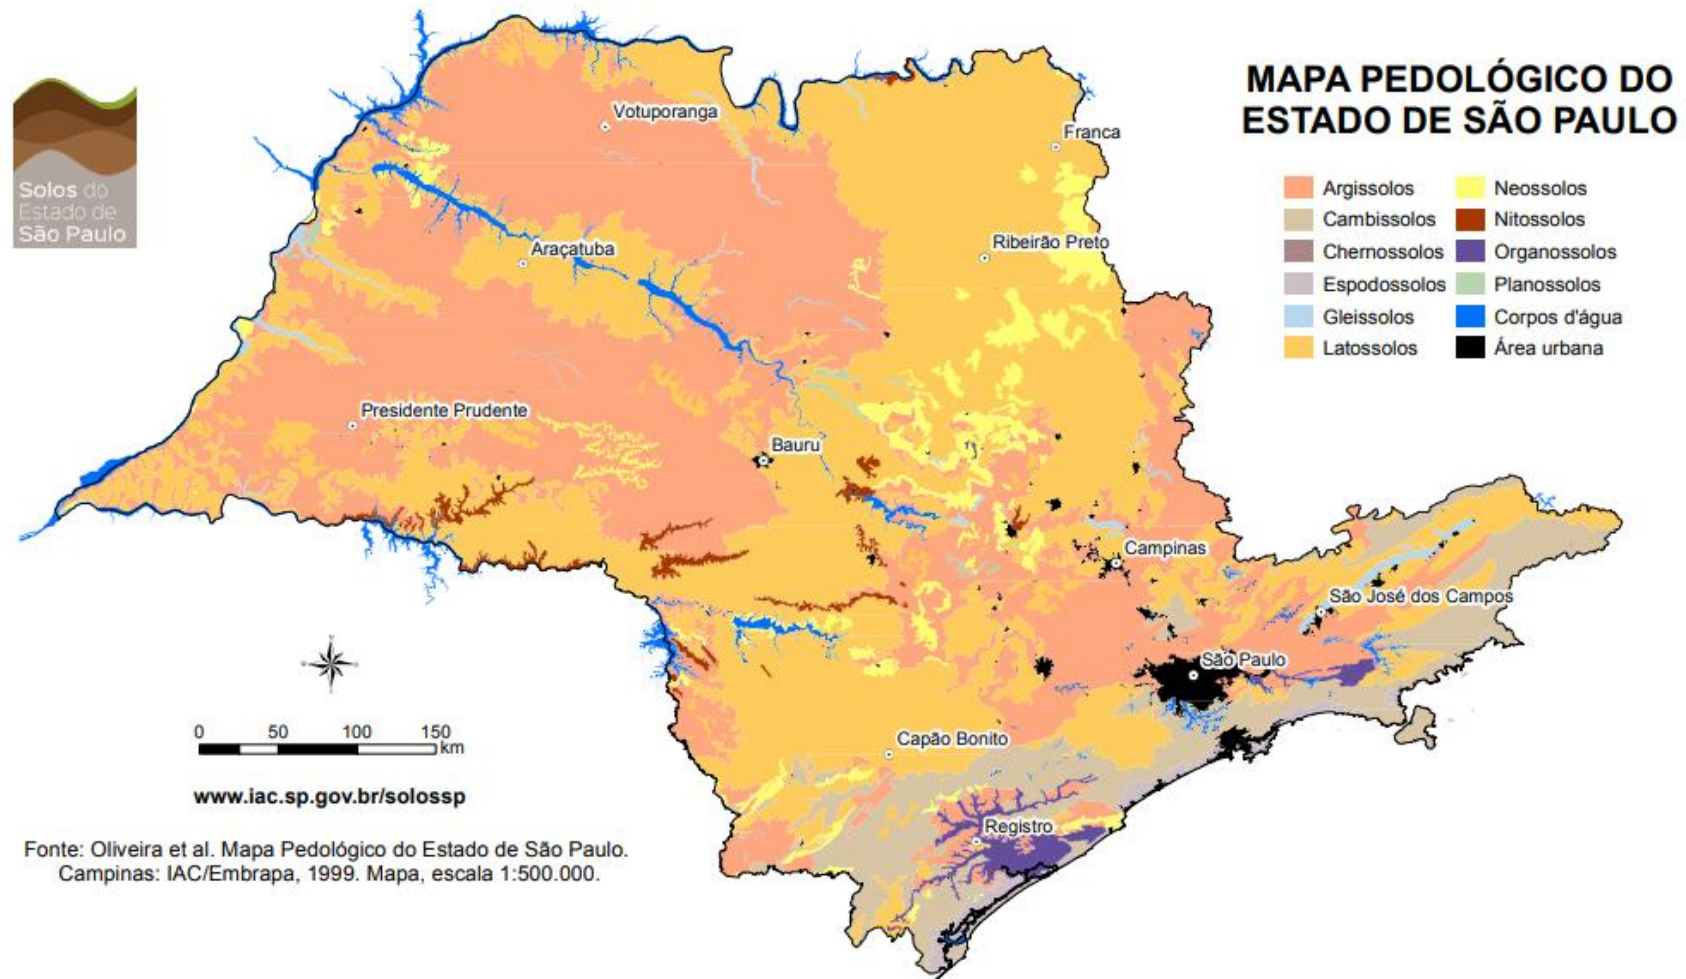 MAPA PEDOLÓGICO DO
ESTADO DE SÃO PAULO
Solos do
Estado de
São Paulo
Argissolos
Cambissolos
Chernossolos
Espodossolos
Gleissolos
Latossolos
Neossolos
Nitossolos
Organossolos
Planossolos
Corpos d'água
Área urbana
Votuporanga
Franca
Ribeirão Preto
Araçatuba
Presidente Prudente
Bauru
Campinas
São José dos Campos
São Paulo
Capão Bonito
Registro
0 50 100 150
km
www.iac.sp.gov.br/solossp
Fonte: Oliveira et al. Mapa Pedológico do Estado de São Paulo.
Campinas: IAC/Embrapa, 1999. Mapa, escala 1:500.000.